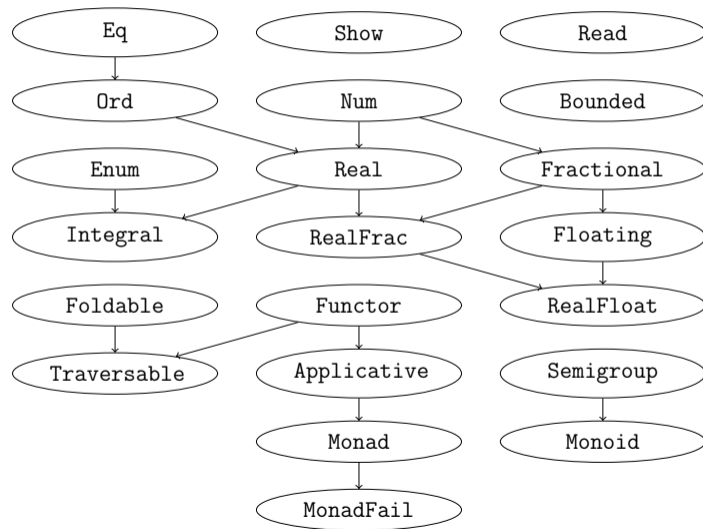 Eq Show Read
Ord Num Bounded
Enum Real Fractional
Integral RealFrac Floating
Foldable Functor RealFloat
Traversable Applicative Semigroup
Monad Monoid
MonadFail